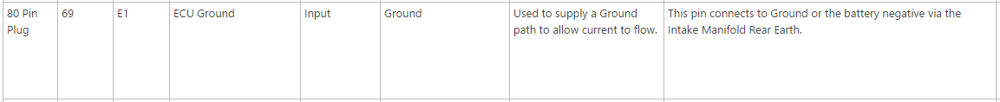 80 Pin Plug
69
E1
ECU Ground
Input
Ground
Used to supply a Ground
path to allow current to flow.
This pin connects to Ground or the battery negative via the
Intake Manifold Rear Earth.